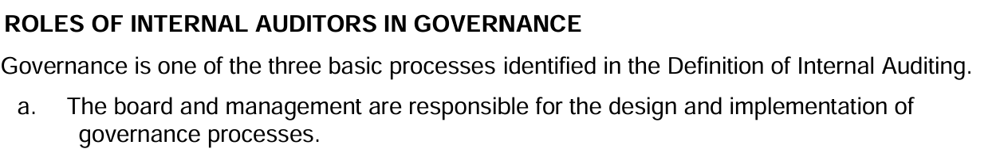 ROLES OF INTERNAL AUDITORS IN GOVERNANCE
Governance is one of the three basic processes identified in the Definition of Internal Auditing.
a. The board and management are responsible for the design and implementation of
governance processes.